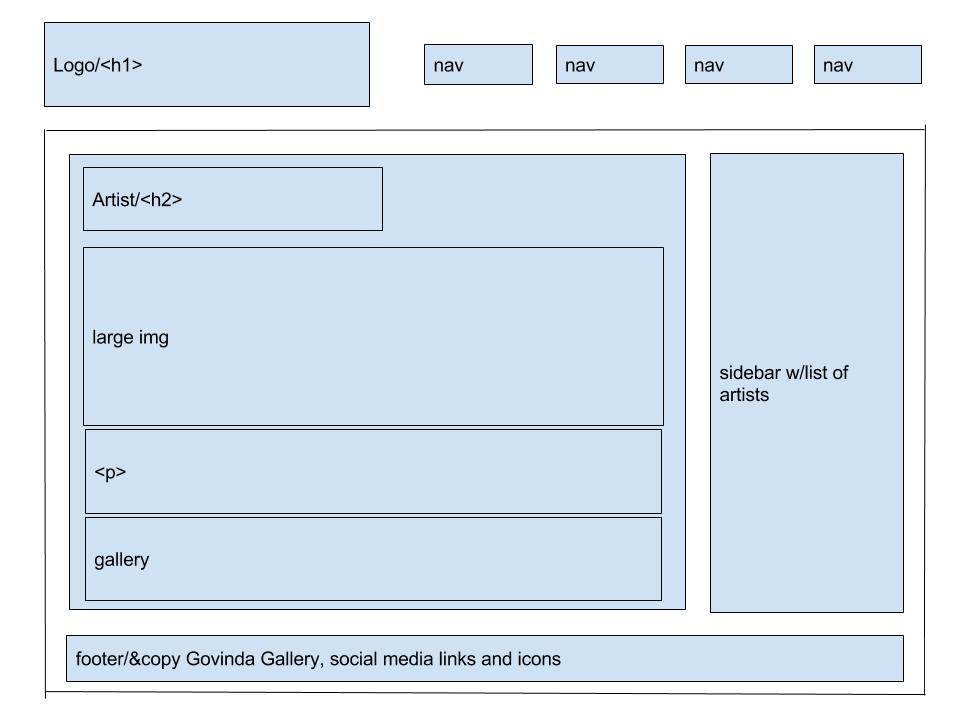 Logo/<h1>
nav
nav
nav
nav
Artist/<h2>
large img
<p>
gallery
sidebar w/list of
artists
footer/&copy Govinda Gallery, social media links and icons